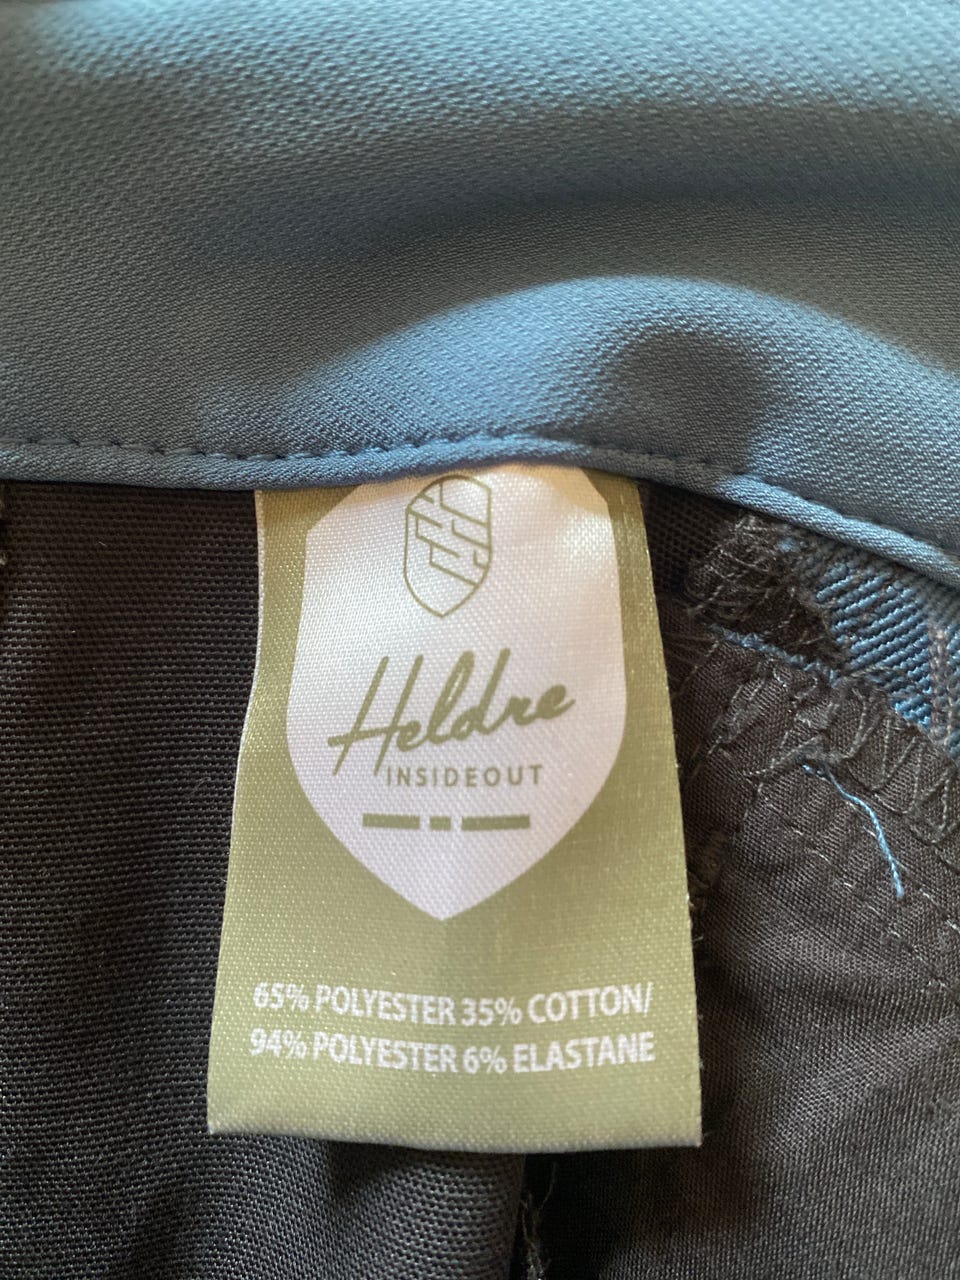 Heldre
INSIDEOUT
65% POLYESTER 35% COTTON/
94% POLYESTER 6% ELASTANE